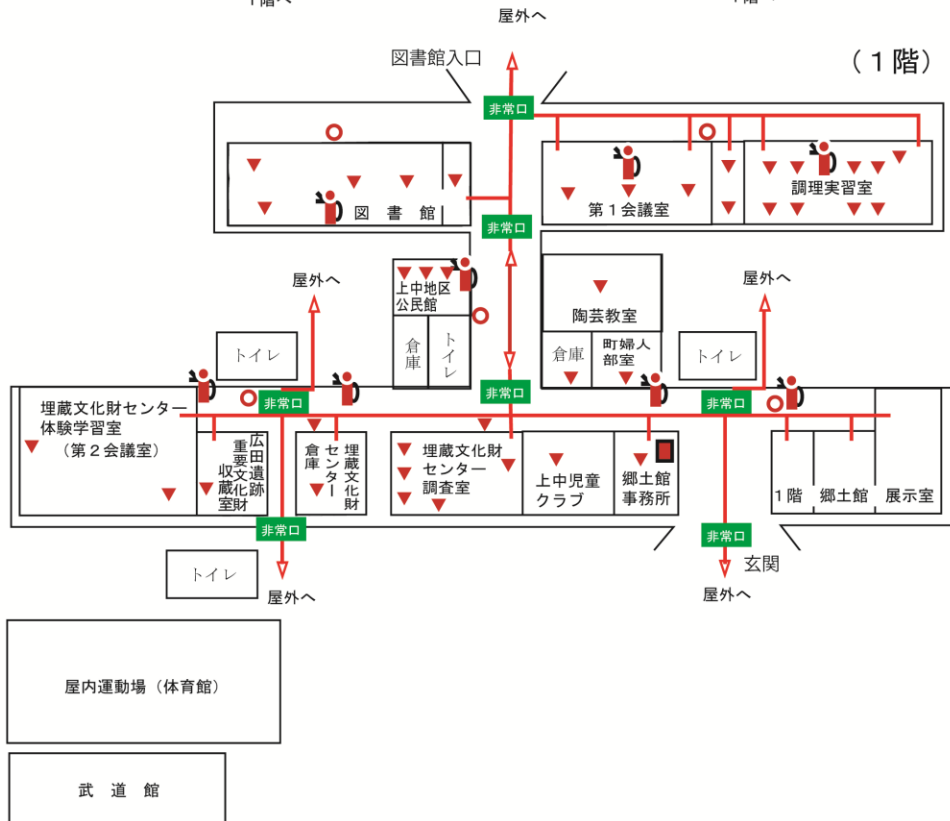 屋外へ
図書館入口
（１階）
非常口
図 書 館
第１会議室
調理実習室
非常口
屋外へ
上中地区
公民館
倉庫
トイレ
陶芸教室
倉庫
町婦人
部室
屋外へ
トイレ
トイレ
非常口
非常口
非常口
埋蔵文化財センター
体験学習室
（第２会議室）
広田遺跡
重要文化財
収蔵室
埋蔵文化財
センター
倉庫
埋蔵文化財
センター
調査室
上中児童
クラブ
郷土館
事務所
１階
郷土館
展示室
非常口
非常口
玄関
トイレ
屋外へ
屋外へ
屋内運動場（体育館）
武 道 館